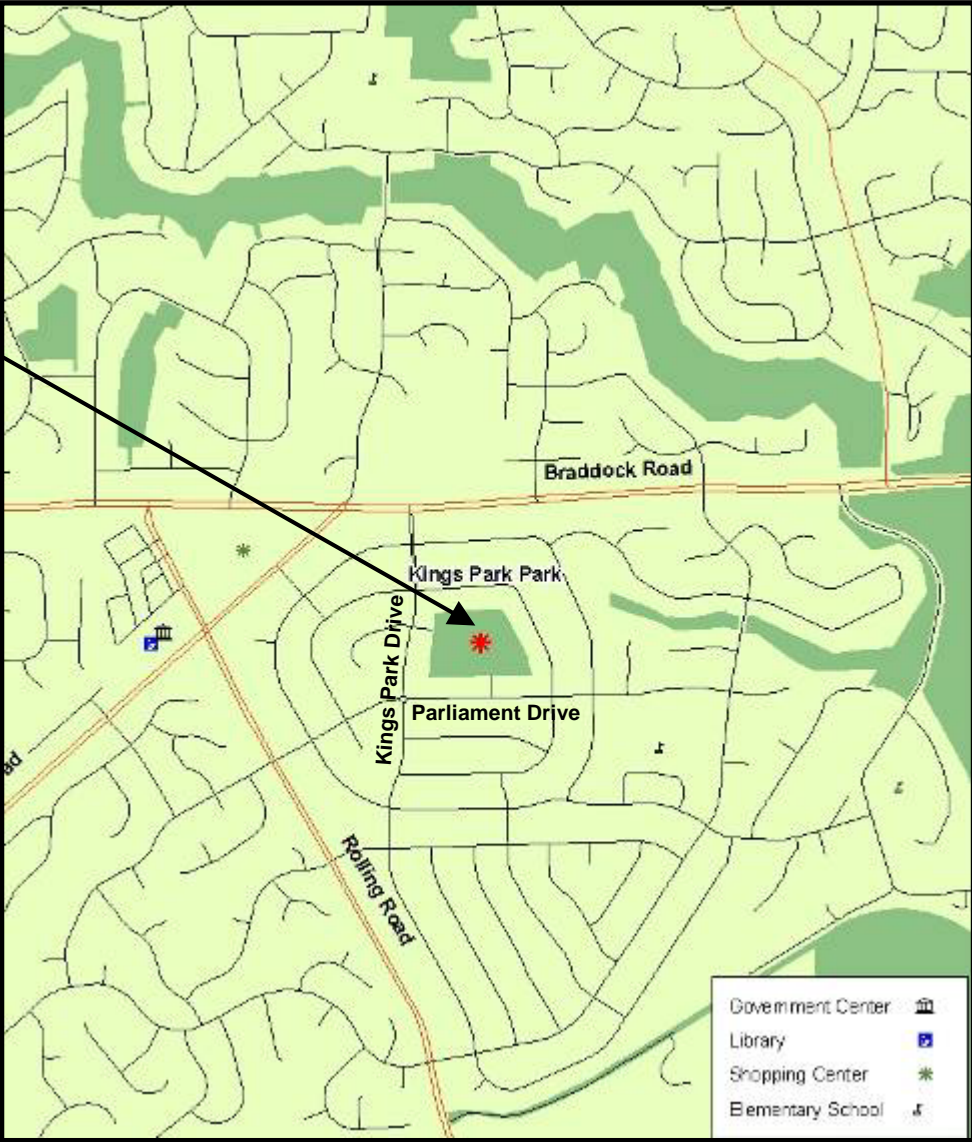 Braddock Road
Kings Park Park
Kings Park Drive
Parliament Drive
ad
Rolling Road
Government Center
Library
Shopping Center
Elementary School